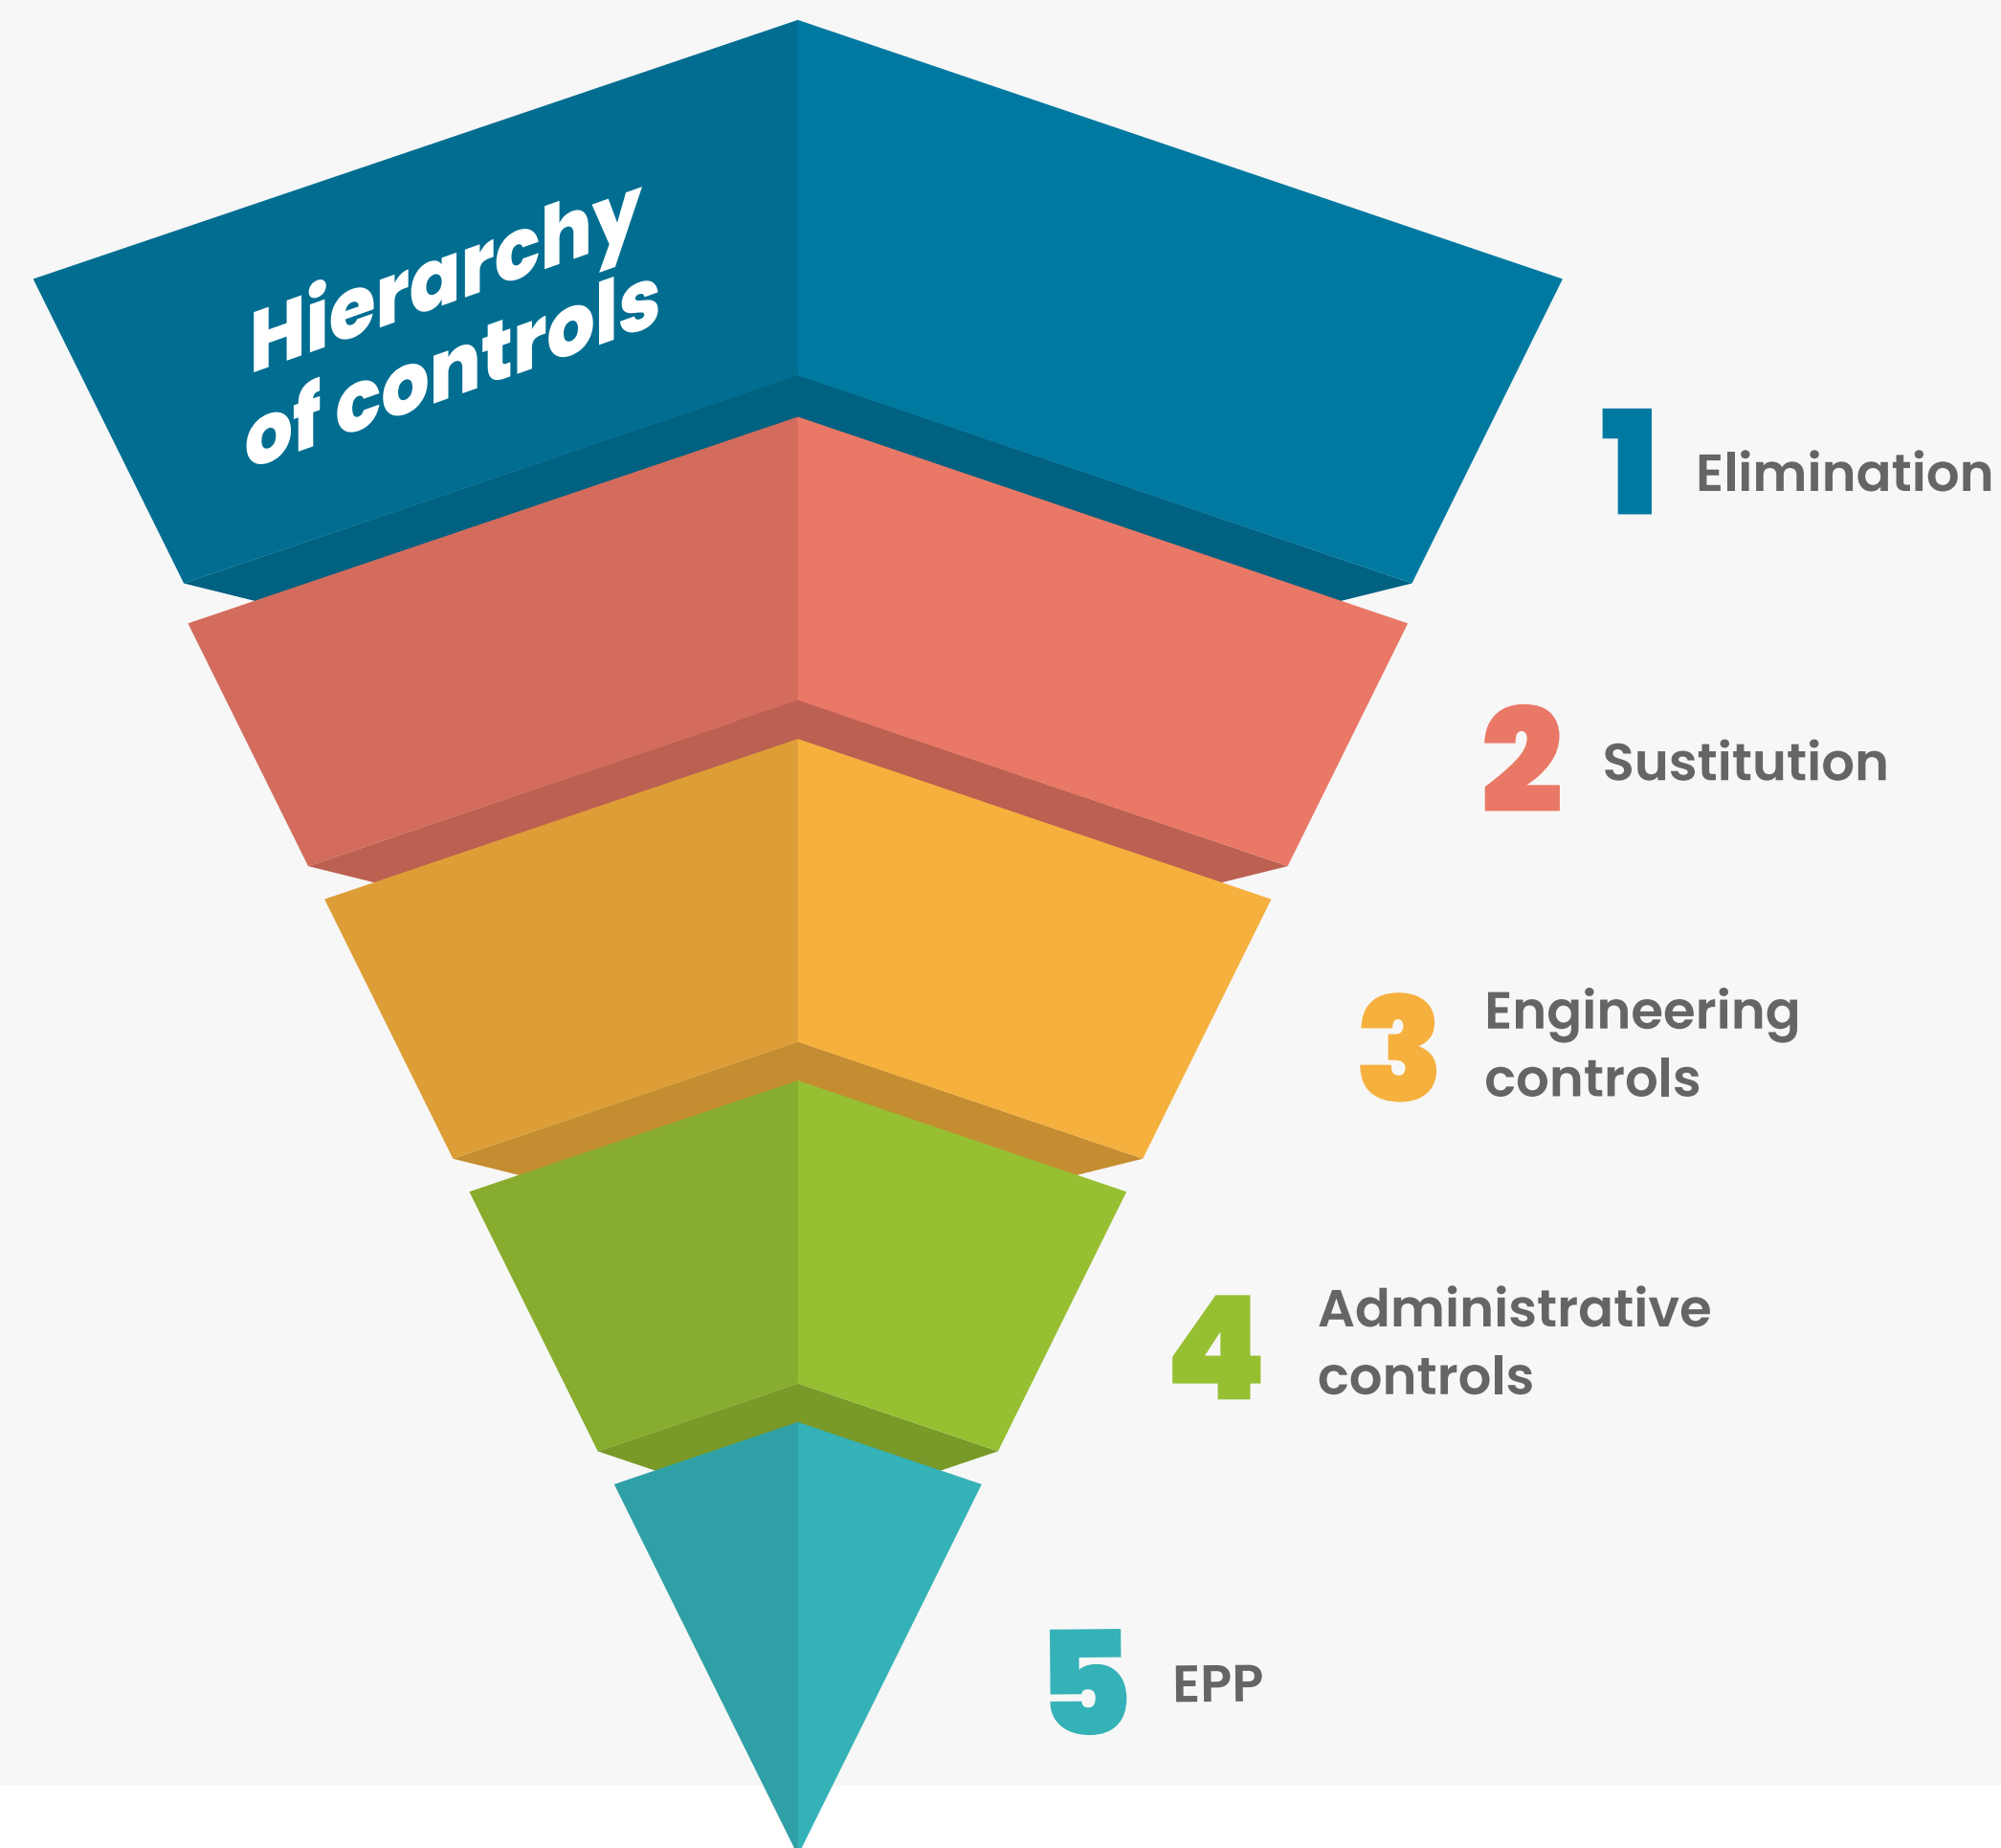 Hierarchy
of controls
1 Elimination
2 Sustitution
3 Engineering
controls
4 Administrative
controls
5 EPP